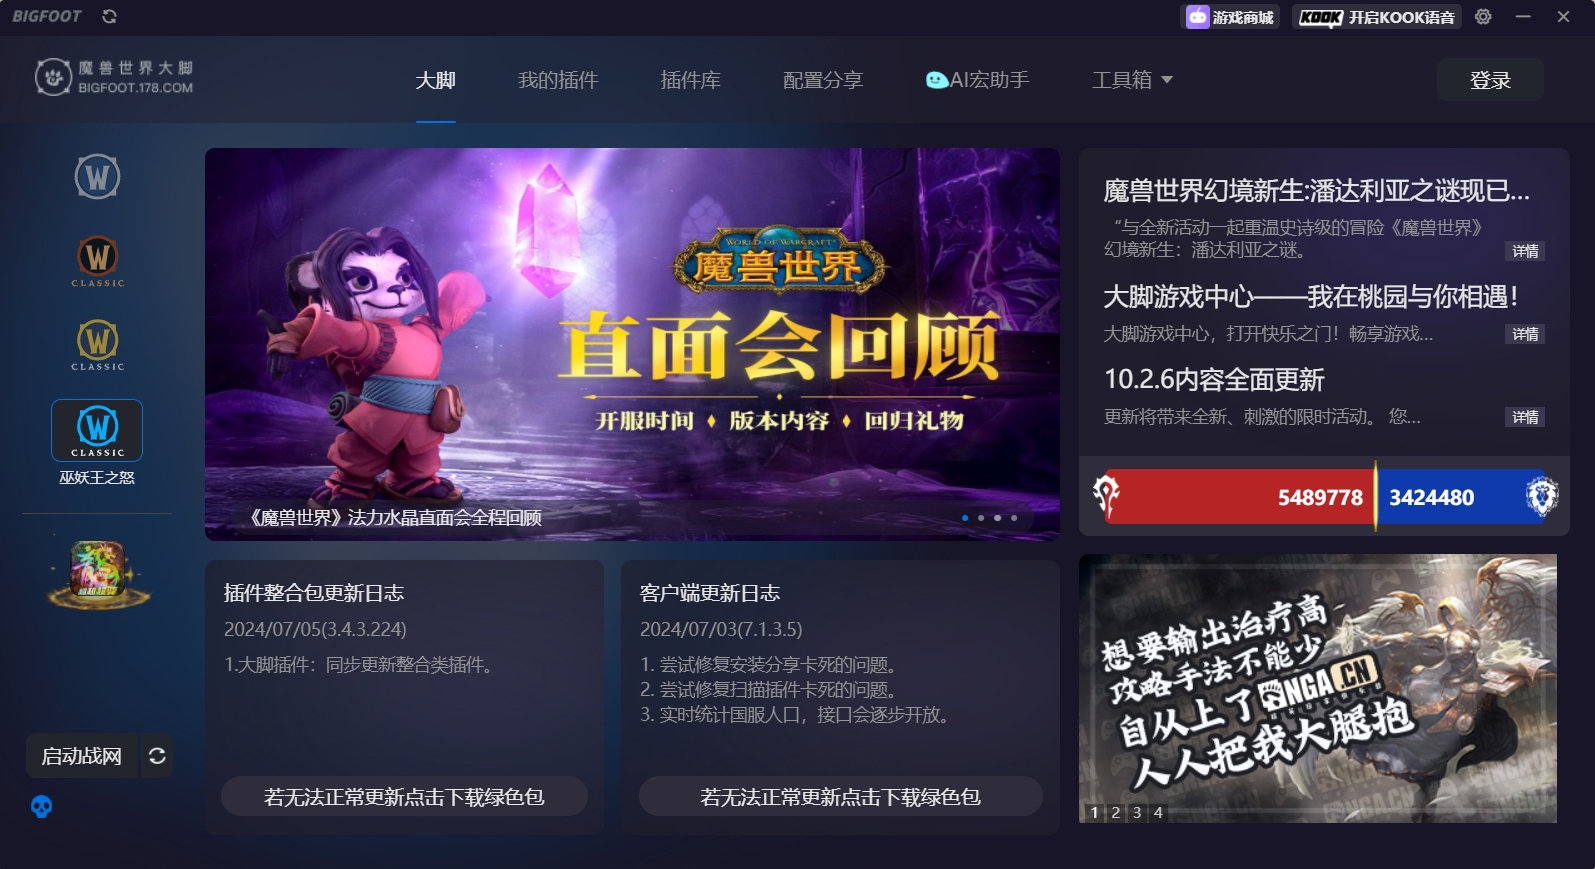 BIGFOOT
游戏商城
KOOK 开启KOOK语音
魔兽世界大脚
BIGFOOT.178.COM
大脚
我的插件
插件库
配置分享
AI宏助手
工具箱
登录
W
W
CLASSIC
W
CLASSIC
W
CLASSIC
巫妖王之怒
启动战网
WORLD OF WARCRAFT
魔兽世界
直面会回顾
开服时间 ♦ 版本内容 ♦ 回归礼物
《魔兽世界》法力水晶直面会全程回顾
插件整合包更新日志
2024/07/05(3.4.3.224)
1.大脚插件：同步更新整合类插件。
若无法正常更新点击下载绿色包
客户端更新日志
2024/07/03(7.1.3.5)
1. 尝试修复安装分享卡死的问题。
2. 尝试修复扫描插件卡死的问题。
3. 实时统计国服人口，接口会逐步开放。
若无法正常更新点击下载绿色包
魔兽世界幻境新生:潘达利亚之谜现已...
“与全新活动一起重温史诗级的冒险《魔兽世界》
幻境新生：潘达利亚之谜。
详情
大脚游戏中心——我在桃园与你相遇！
大脚游戏中心，打开快乐之门！畅享游戏...
详情
10.2.6内容全面更新
更新将带来全新、刺激的限时活动。 您...
详情
5489778
3424480
想要输出治疗高
攻略手法不能少
自从上了NGA.CN
人人把我大腿抱
1 2 3 4